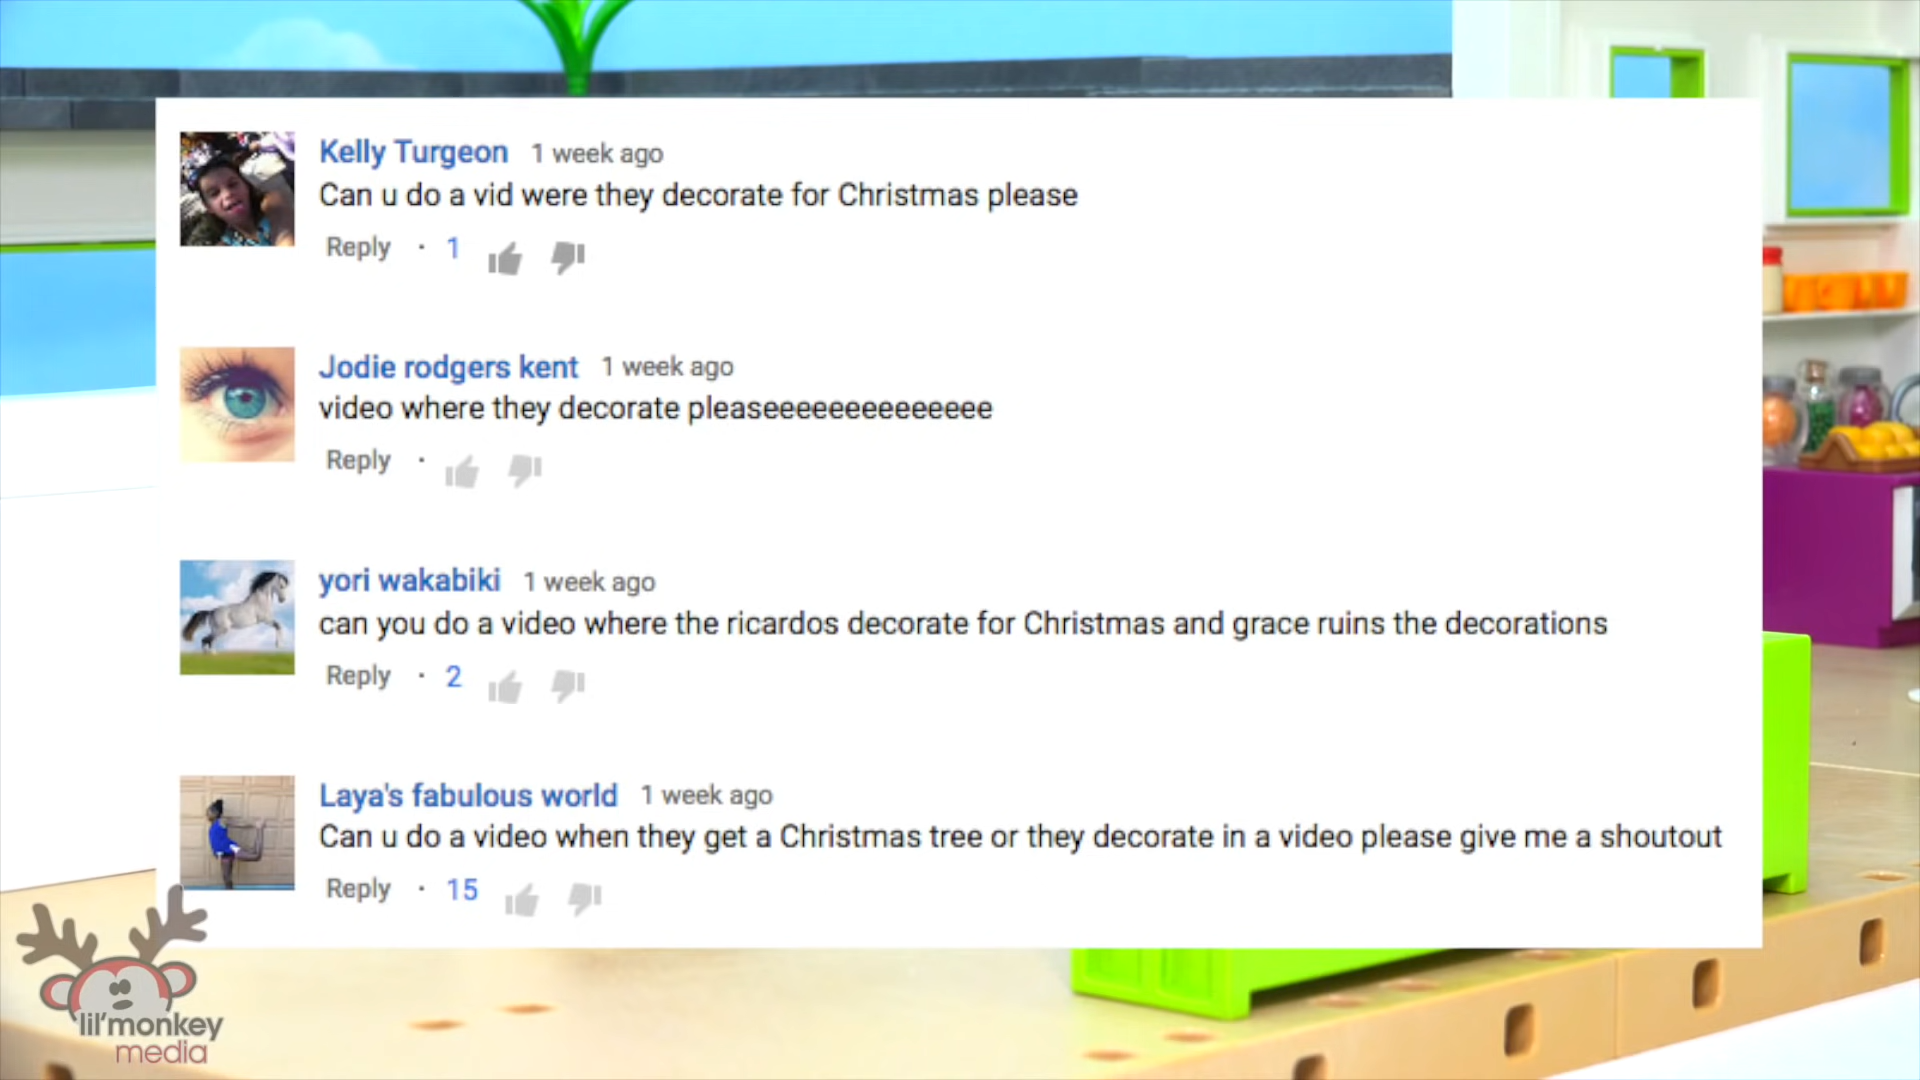 Kelly Turgeon 1 week ago
Can u do a vid were they decorate for Christmas please
Reply · 1
Jodie rodgers kent 1 week ago
video where they decorate pleaseeeeeeeeeeeeeee
Reply ·
yori wakabiki 1 week ago
can you do a video where the ricardos decorate for Christmas and grace ruins the decorations
Reply · 2
Laya's fabulous world 1 week ago
Can u do a video when they get a Christmas tree or they decorate in a video please give me a shoutout
Reply · 15
lil'monkey
media